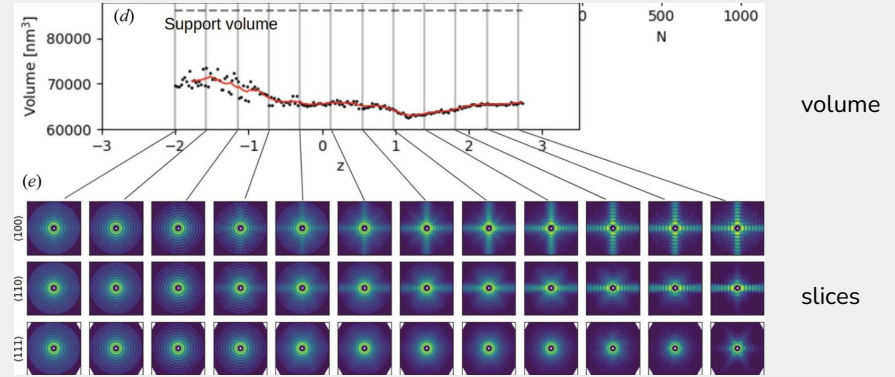 (d)
Support volume
Volume [nm³]
80000
70000
60000
−3 −2 −1 0 1 2 3
z
0 500 1000
N
volume
(e)
(100)
(110)
(111)
slices